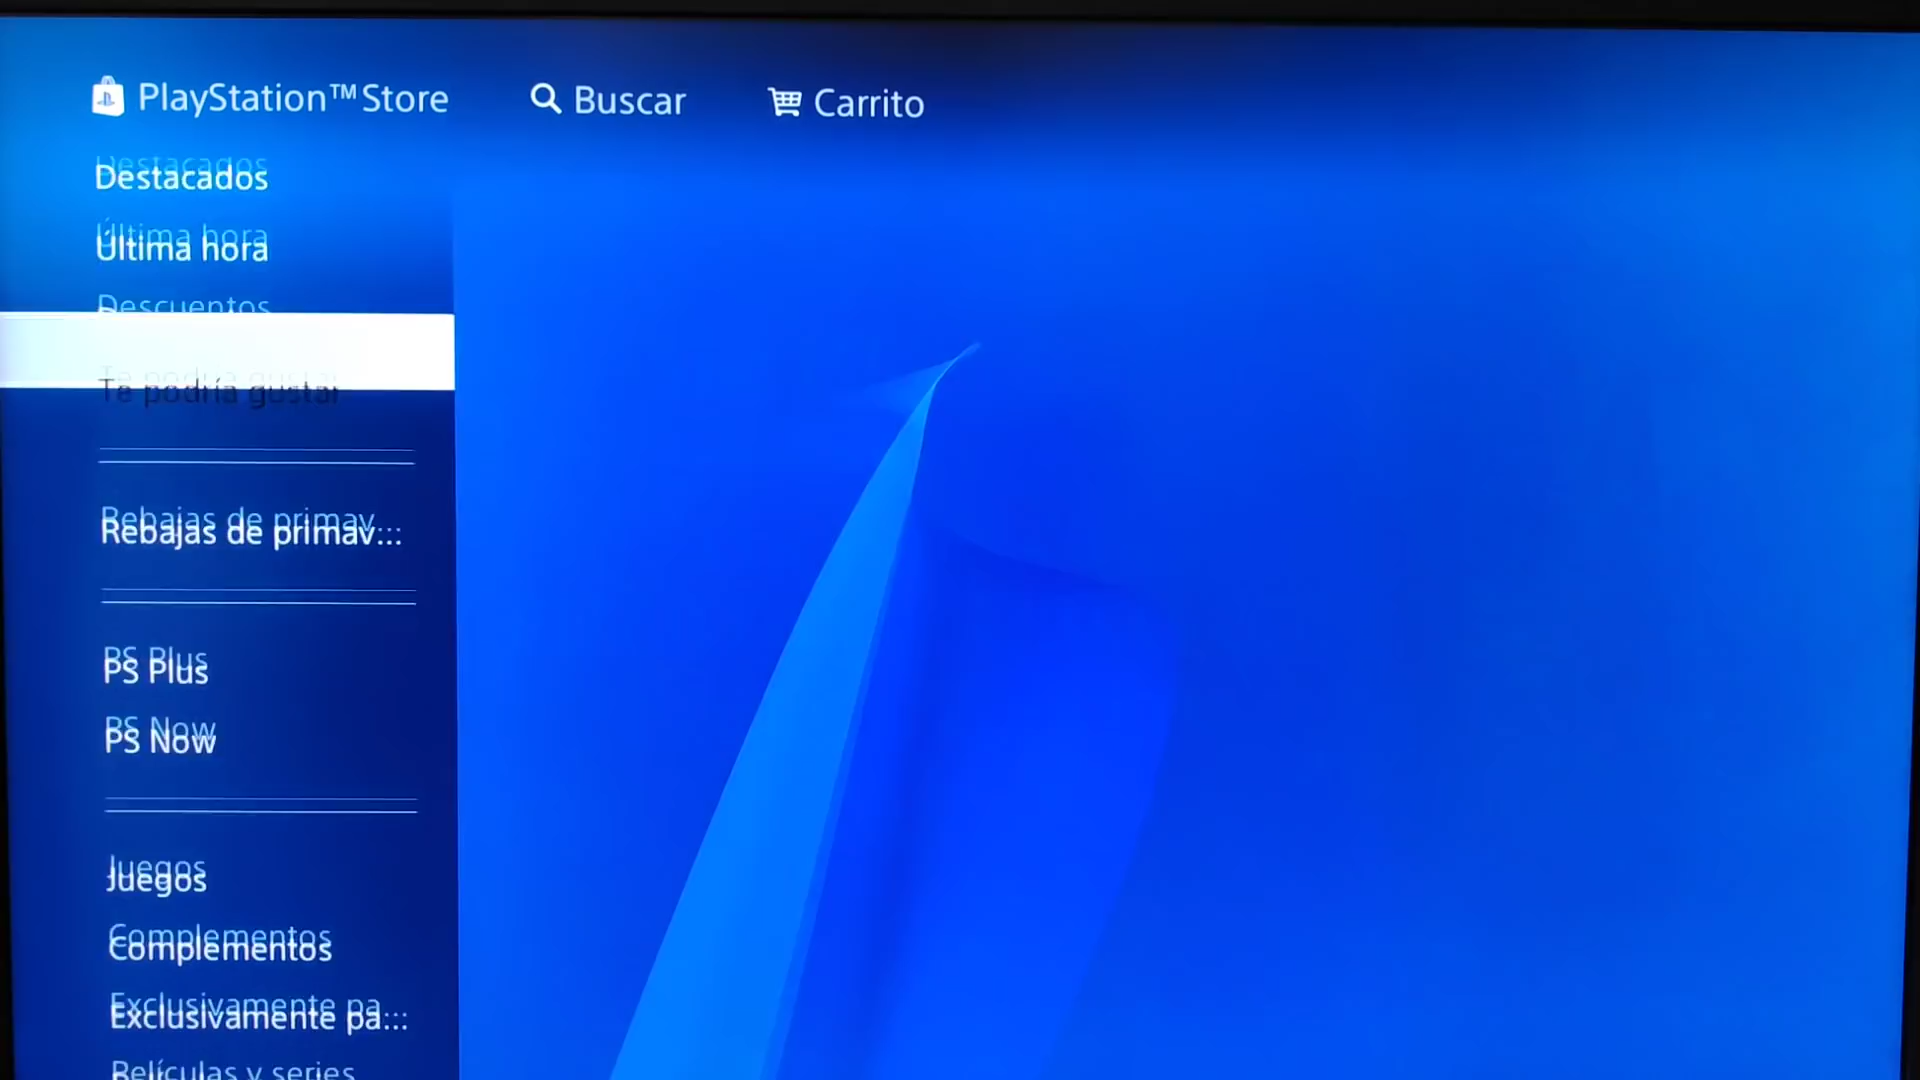 PlayStation™Store
Buscar
Carrito
Destacados
Última hora
Descuentos
Te podría gustar
Rebajas de primav...
PS Plus
PS Now
Juegos
Complementos
Exclusivamente pa...
Películas y series